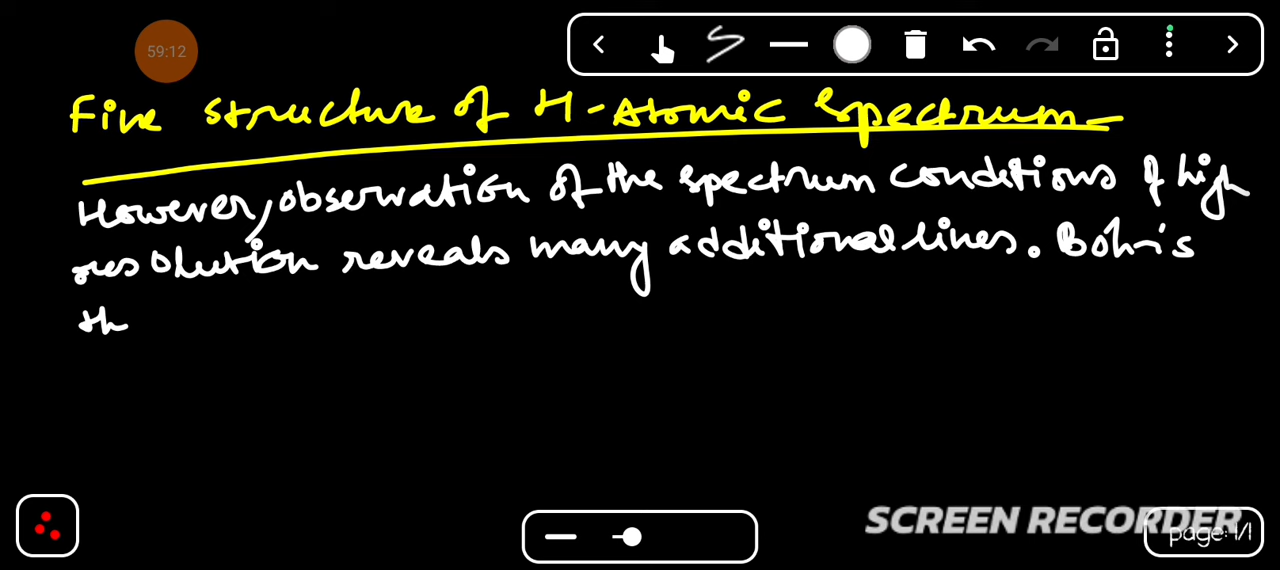 59:12
Fine structure of H-Atomic Spectrum-
However, observation of the spectrum conditions of high
resolution reveals many additional lines. Bohr's
th
SCREEN RECORDER
page:1/1